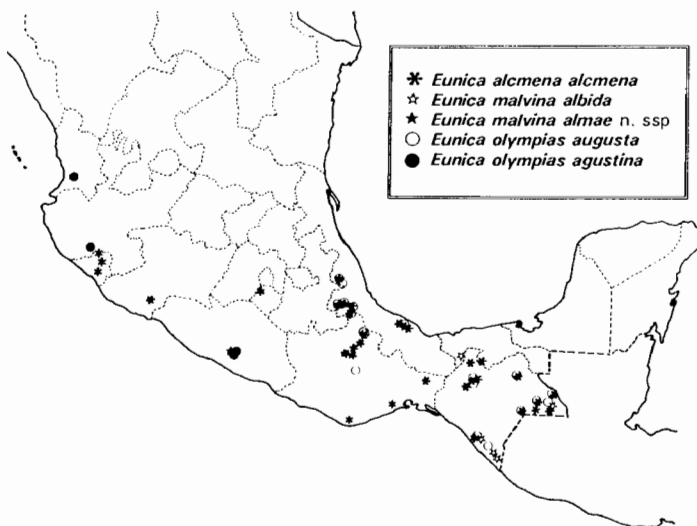 Eunica alcmena alcmena
Eunica malvina albida
Eunica malvina almae n. ssp
Eunica olympias augusta
Eunica olympias agustina